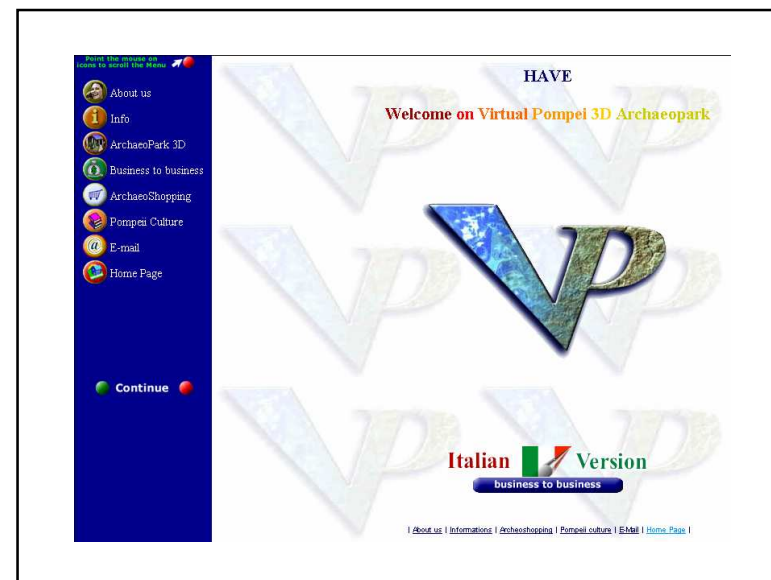 Point the mouse on
icons to scroll the Menu
About us
Info
ArchaeoPark 3D
Business to business
ArchaeoShopping
Pompeii Culture
@ E-mail
Home Page
Continue
HAVE
Welcome on Virtual Pompei 3D Archaeopark
VP
Italian Version
business to business
| About us | Informations | Archeoshopping | Pompeii culture | E-Mail | Home Page |